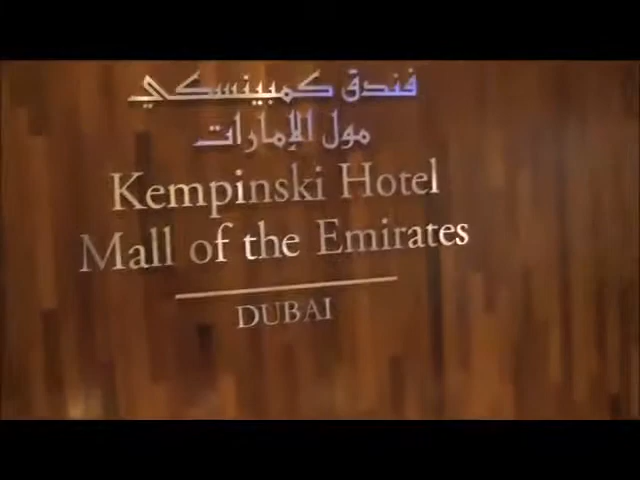 فندق كمبينسكي
مول الإمارات
Kempinski Hotel
Mall of the Emirates
DUBAI